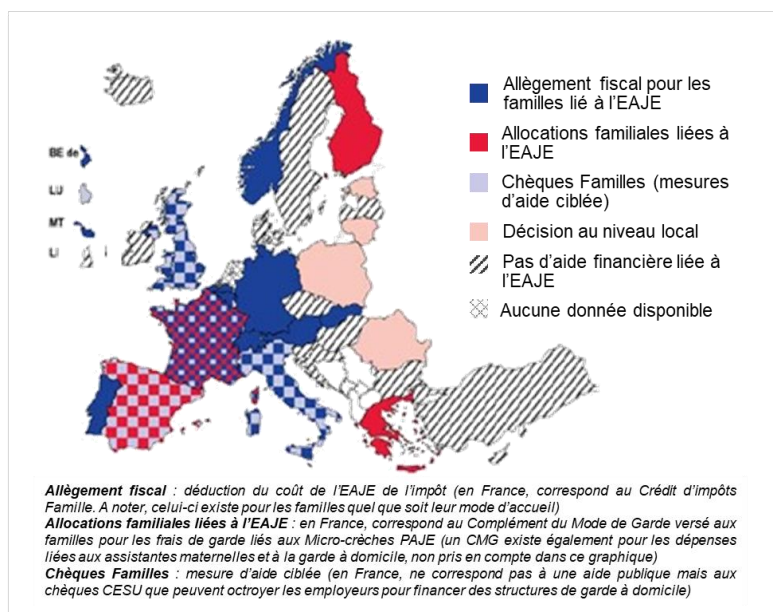 Allègement fiscal pour les
familles lié à l'EAJE
Allocations familiales liées à
l'EAJE
Chèques Familles (mesures
d'aide ciblée)
Décision au niveau local
Pas d'aide financière liée à
l'EAJE
Aucune donnée disponible
BE de
LU
MT
LI
Allègement fiscal : déduction du coût de l'EAJE de l'impôt (en France, correspond au Crédit d'impôts
Famille. A noter, celui-ci existe pour les familles quel que soit leur mode d'accueil)
Allocations familiales liées à l'EAJE : en France, correspond au Complément du Mode de Garde versé aux
familles pour les frais de garde liés aux Micro-crèches PAJE (un CMG existe également pour les dépenses
liées aux assistantes maternelles et à la garde à domicile, non pris en compte dans ce graphique)
Chèques Familles : mesure d'aide ciblée (en France, ne correspond pas à une aide publique mais aux
chèques CESU que peuvent octroyer les employeurs pour financer des structures de garde à domicile)